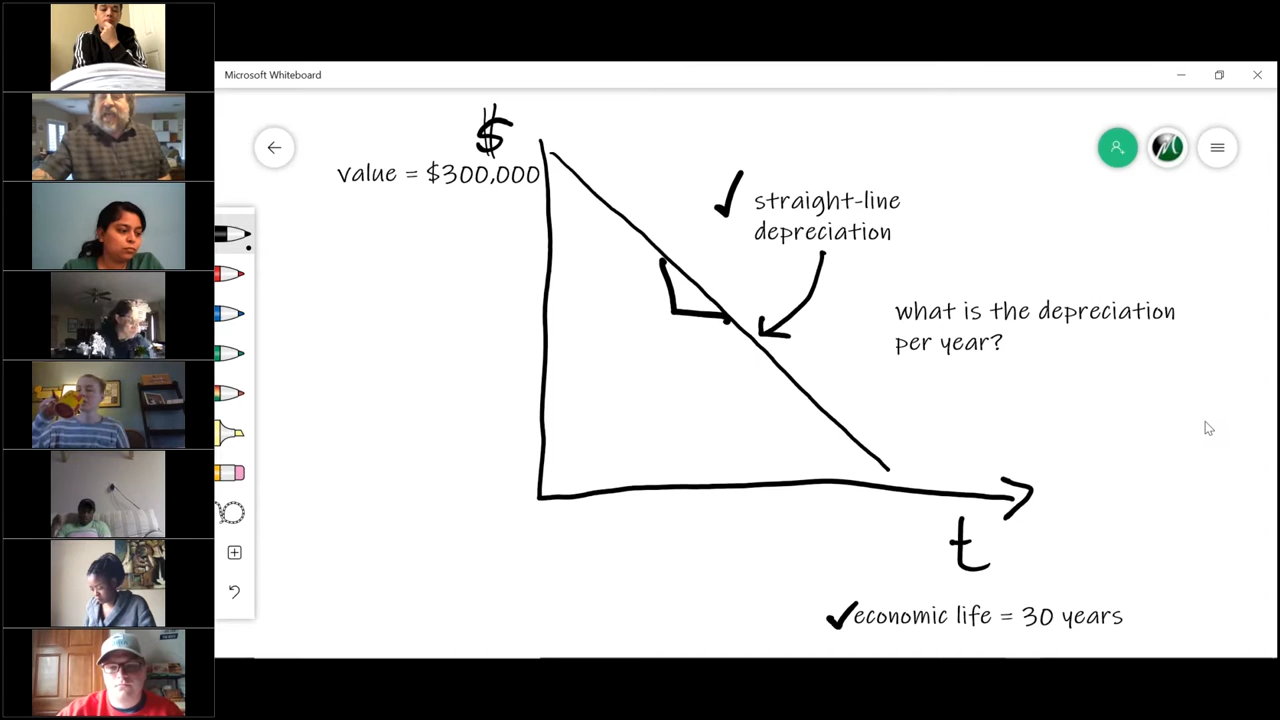 Microsoft Whiteboard
$
value = $300,000
straight-line
depreciation
what is the depreciation
per year?
t
economic life = 30 years